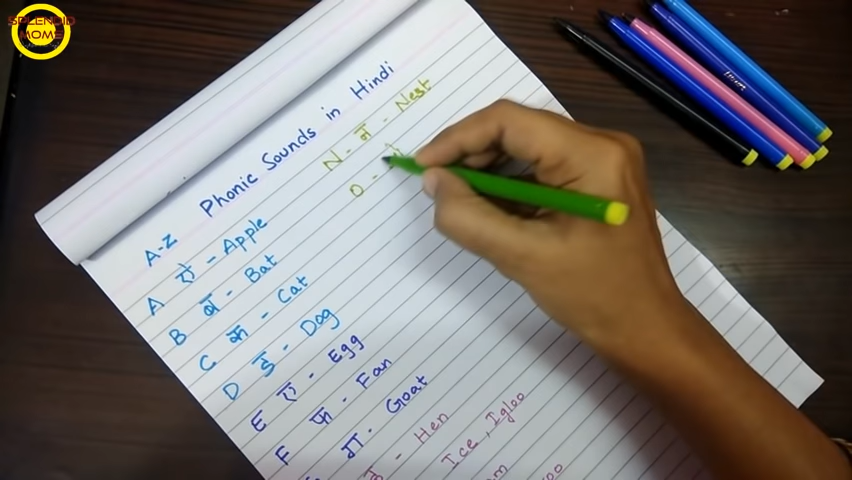 SPLENDID
MOMS
A-Z Phonic Sounds in Hindi
A ऐ - Apple
B ब - Bat
C क - Cat
D ड - Dog
E ए - Egg
F फ - Fan
ग - Goat
- Hen
Ice, Igloo
N - न - Nest
O -